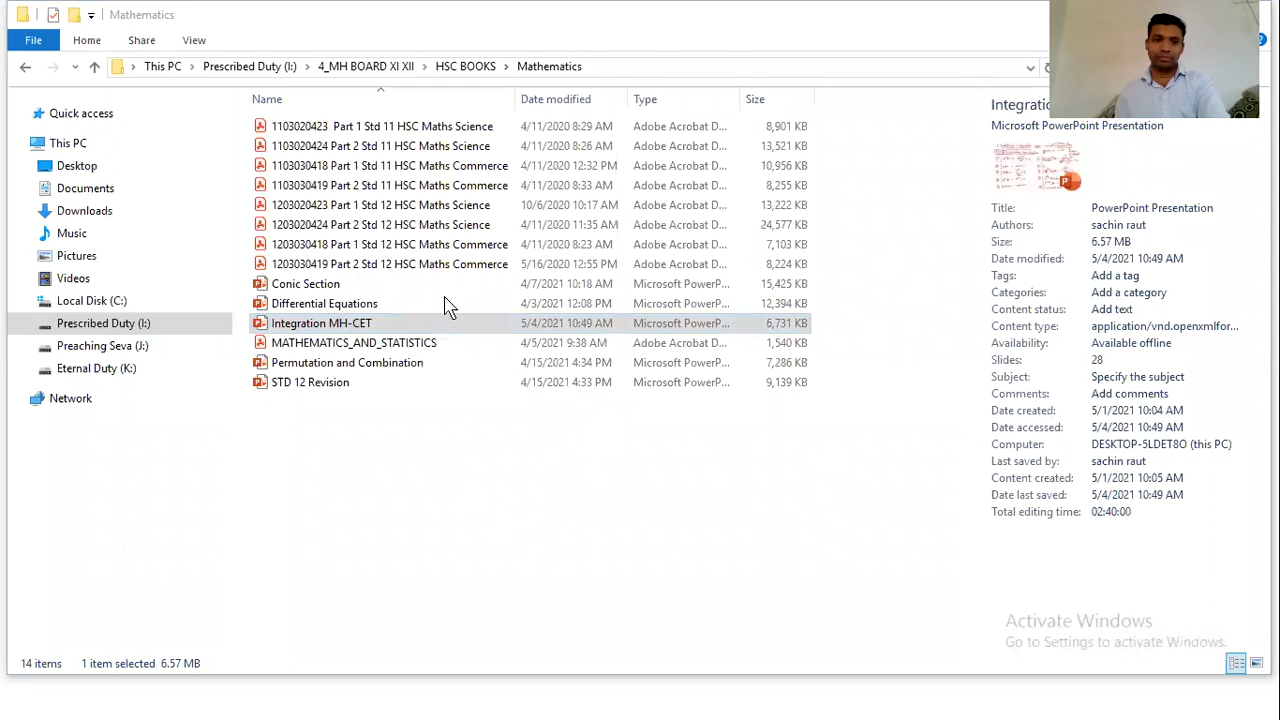 Mathematics
File Home Share View
This PC Prescribed Duty (I:) 4_MH BOARD XI XII HSC BOOKS Mathematics
Name Date modified Type Size
Quick access
This PC
Desktop
Documents
Downloads
Music
Pictures
Videos
Local Disk (C:)
Prescribed Duty (I:)
Preaching Seva (J:)
Eternal Duty (K:)
Network
1103020423 Part 1 Std 11 HSC Maths Science 4/11/2020 8:29 AM Adobe Acrobat D... 8,901 KB
1103020424 Part 2 Std 11 HSC Maths Science 4/11/2020 8:26 AM Adobe Acrobat D... 13,521 KB
1103030418 Part 1 Std 11 HSC Maths Commerce 4/11/2020 12:32 PM Adobe Acrobat D... 10,956 KB
1103030419 Part 2 Std 11 HSC Maths Commerce 4/11/2020 8:33 AM Adobe Acrobat D... 8,255 KB
1203020423 Part 1 Std 12 HSC Maths Science 10/6/2020 10:17 AM Adobe Acrobat D... 13,222 KB
1203020424 Part 2 Std 12 HSC Maths Science 4/11/2020 11:35 AM Adobe Acrobat D... 24,577 KB
1203030418 Part 1 Std 12 HSC Maths Commerce 4/11/2020 8:23 AM Adobe Acrobat D... 7,103 KB
1203030419 Part 2 Std 12 HSC Maths Commerce 5/16/2020 12:55 PM Adobe Acrobat D... 8,224 KB
Conic Section 4/7/2021 10:18 AM Microsoft PowerP... 15,425 KB
Differential Equations 4/3/2021 12:08 PM Microsoft PowerP... 12,394 KB
Integration MH-CET 5/4/2021 10:49 AM Microsoft PowerP... 6,731 KB
MATHEMATICS_AND_STATISTICS 4/5/2021 9:38 AM Adobe Acrobat D... 1,540 KB
Permutation and Combination 4/15/2021 4:34 PM Microsoft PowerP... 7,286 KB
STD 12 Revision 4/15/2021 4:33 PM Microsoft PowerP... 9,139 KB
Microsoft PowerPoint Presentation
Title: PowerPoint Presentation
Authors: sachin raut
Size: 6.57 MB
Date modified: 5/4/2021 10:49 AM
Tags: Add a tag
Categories: Add a category
Content status: Add text
Content type: application/vnd.openxmlfor...
Availability: Available offline
Slides: 28
Subject: Specify the subject
Comments: Add comments
Date created: 5/1/2021 10:04 AM
Date accessed: 5/4/2021 10:49 AM
Computer: DESKTOP-5LDET8O (this PC)
Last saved by: sachin raut
Content created: 5/1/2021 10:05 AM
Date last saved: 5/4/2021 10:49 AM
Total editing time: 02:40:00
Activate Windows
Go to Settings to activate Windows.
14 items 1 item selected 6.57 MB